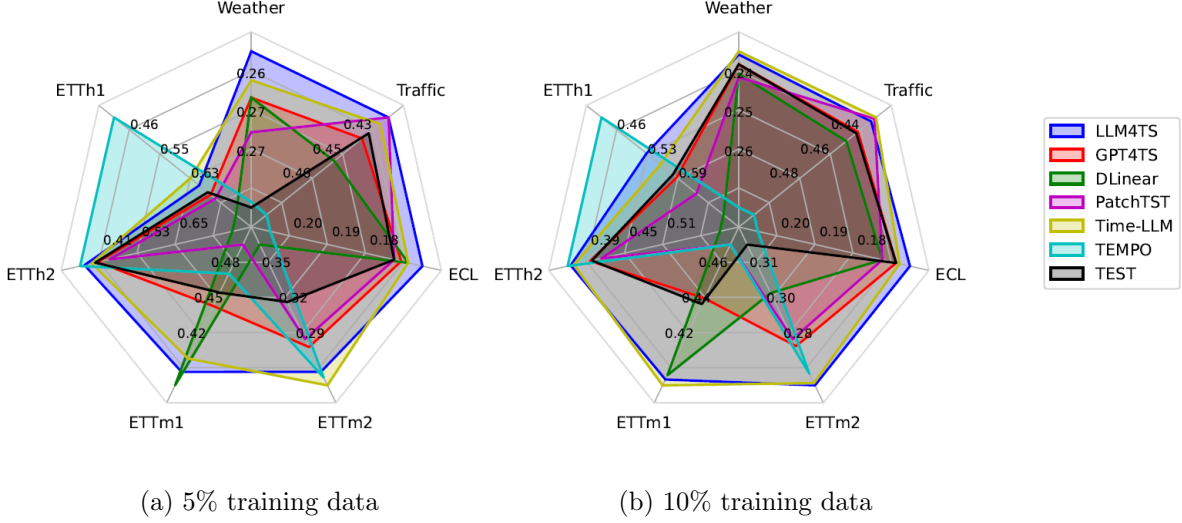 Weather
Traffic
ECL
ETTm2
ETTm1
ETTh2
ETTh1
0.26
0.27
0.27
0.43
0.45
0.46
0.20
0.19
0.18
0.35
0.32
0.29
0.48
0.45
0.42
0.65
0.53
0.41
0.63
0.55
0.46
(a) 5% training data
Weather
Traffic
ECL
ETTm2
ETTm1
ETTh2
ETTh1
0.24
0.25
0.26
0.44
0.46
0.48
0.20
0.19
0.18
0.31
0.30
0.28
0.46
0.44
0.42
0.51
0.45
0.39
0.59
0.53
0.46
(b) 10% training data
LLM4TS
GPT4TS
DLinear
PatchTST
Time-LLM
TEMPO
TEST